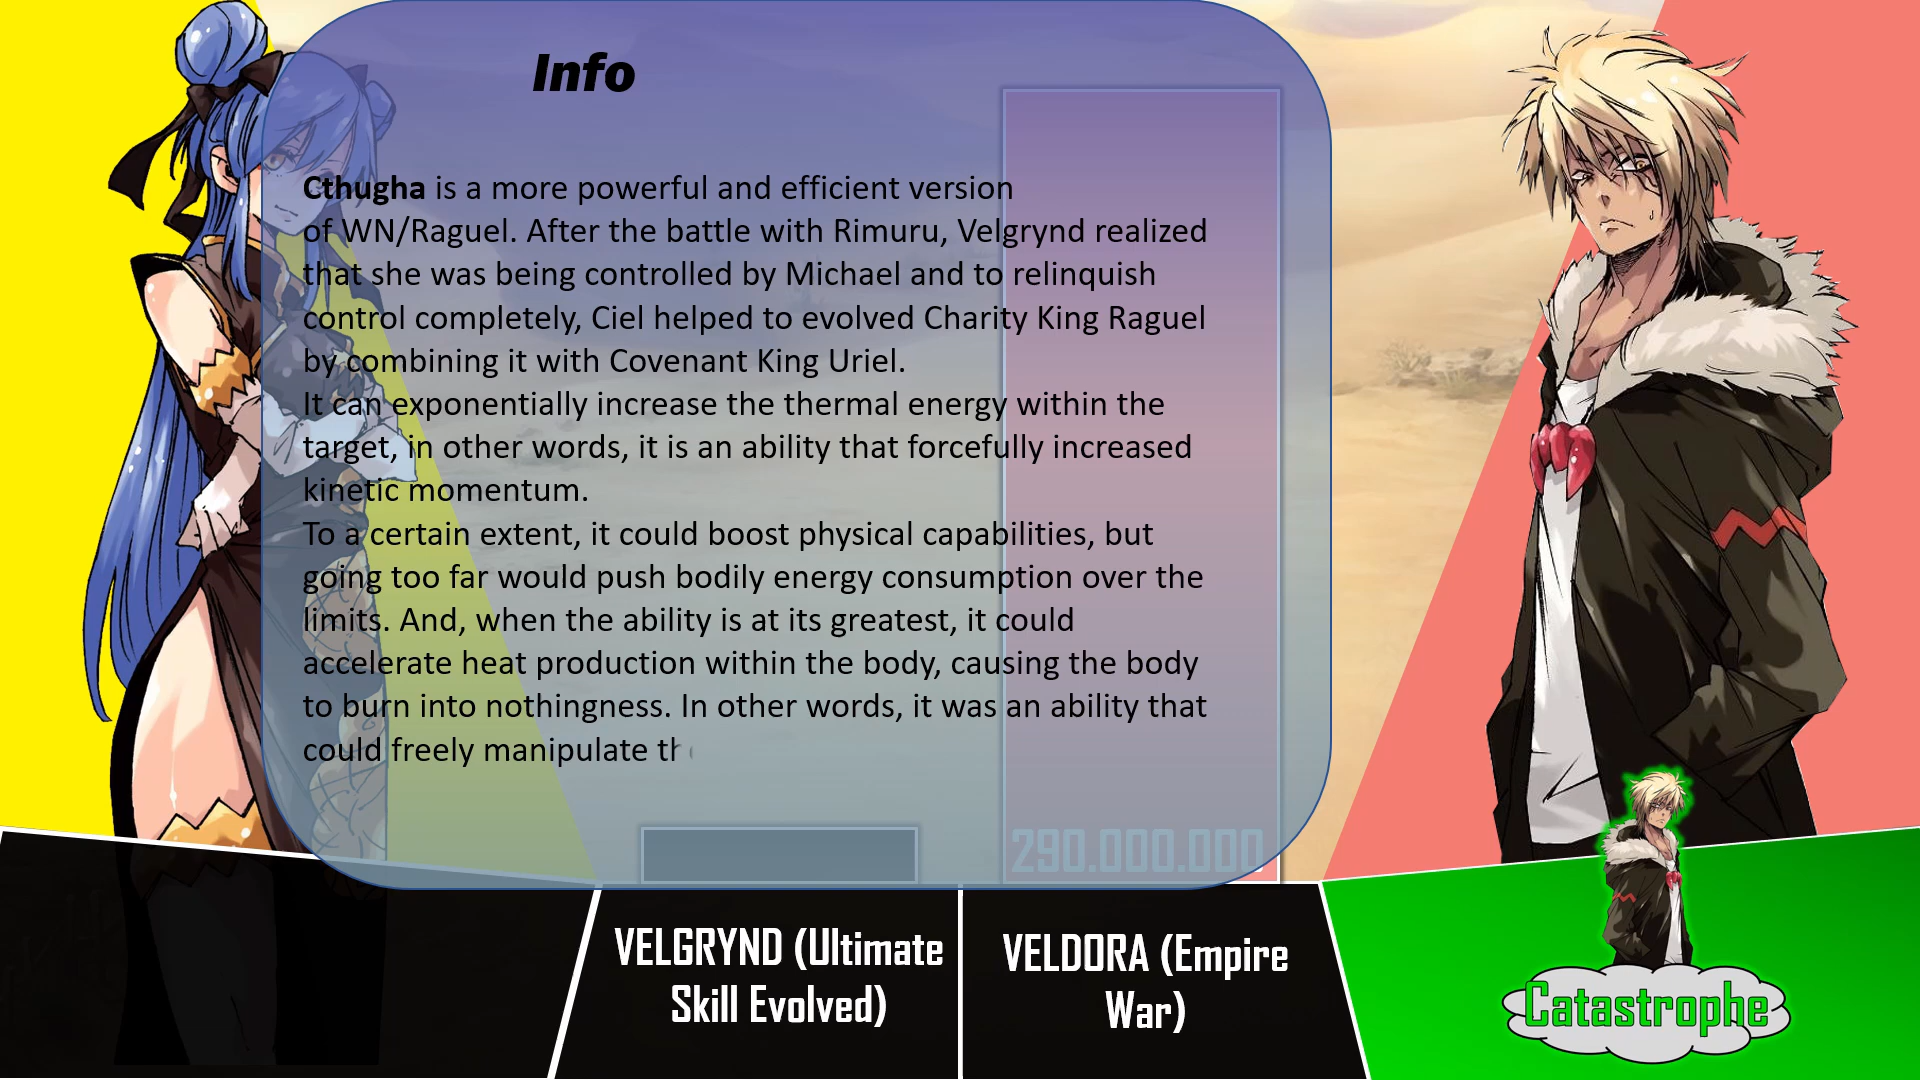 Info
Cthugha is a more powerful and efficient version
of WN/Raguel. After the battle with Rimuru, Velgrynd realized
that she was being controlled by Michael and to relinquish
control completely, Ciel helped to evolved Charity King Raguel
by combining it with Covenant King Uriel.
It can exponentially increase the thermal energy within the
target, in other words, it is an ability that forcefully increased
kinetic momentum.
To a certain extent, it could boost physical capabilities, but
going too far would push bodily energy consumption over the
limits. And, when the ability is at its greatest, it could
accelerate heat production within the body, causing the body
to burn into nothingness. In other words, it was an ability that
could freely manipulate
290.000.000
VELGRYND (Ultimate
Skill Evolved)
VELDORA (Empire
War)
Catastrophe